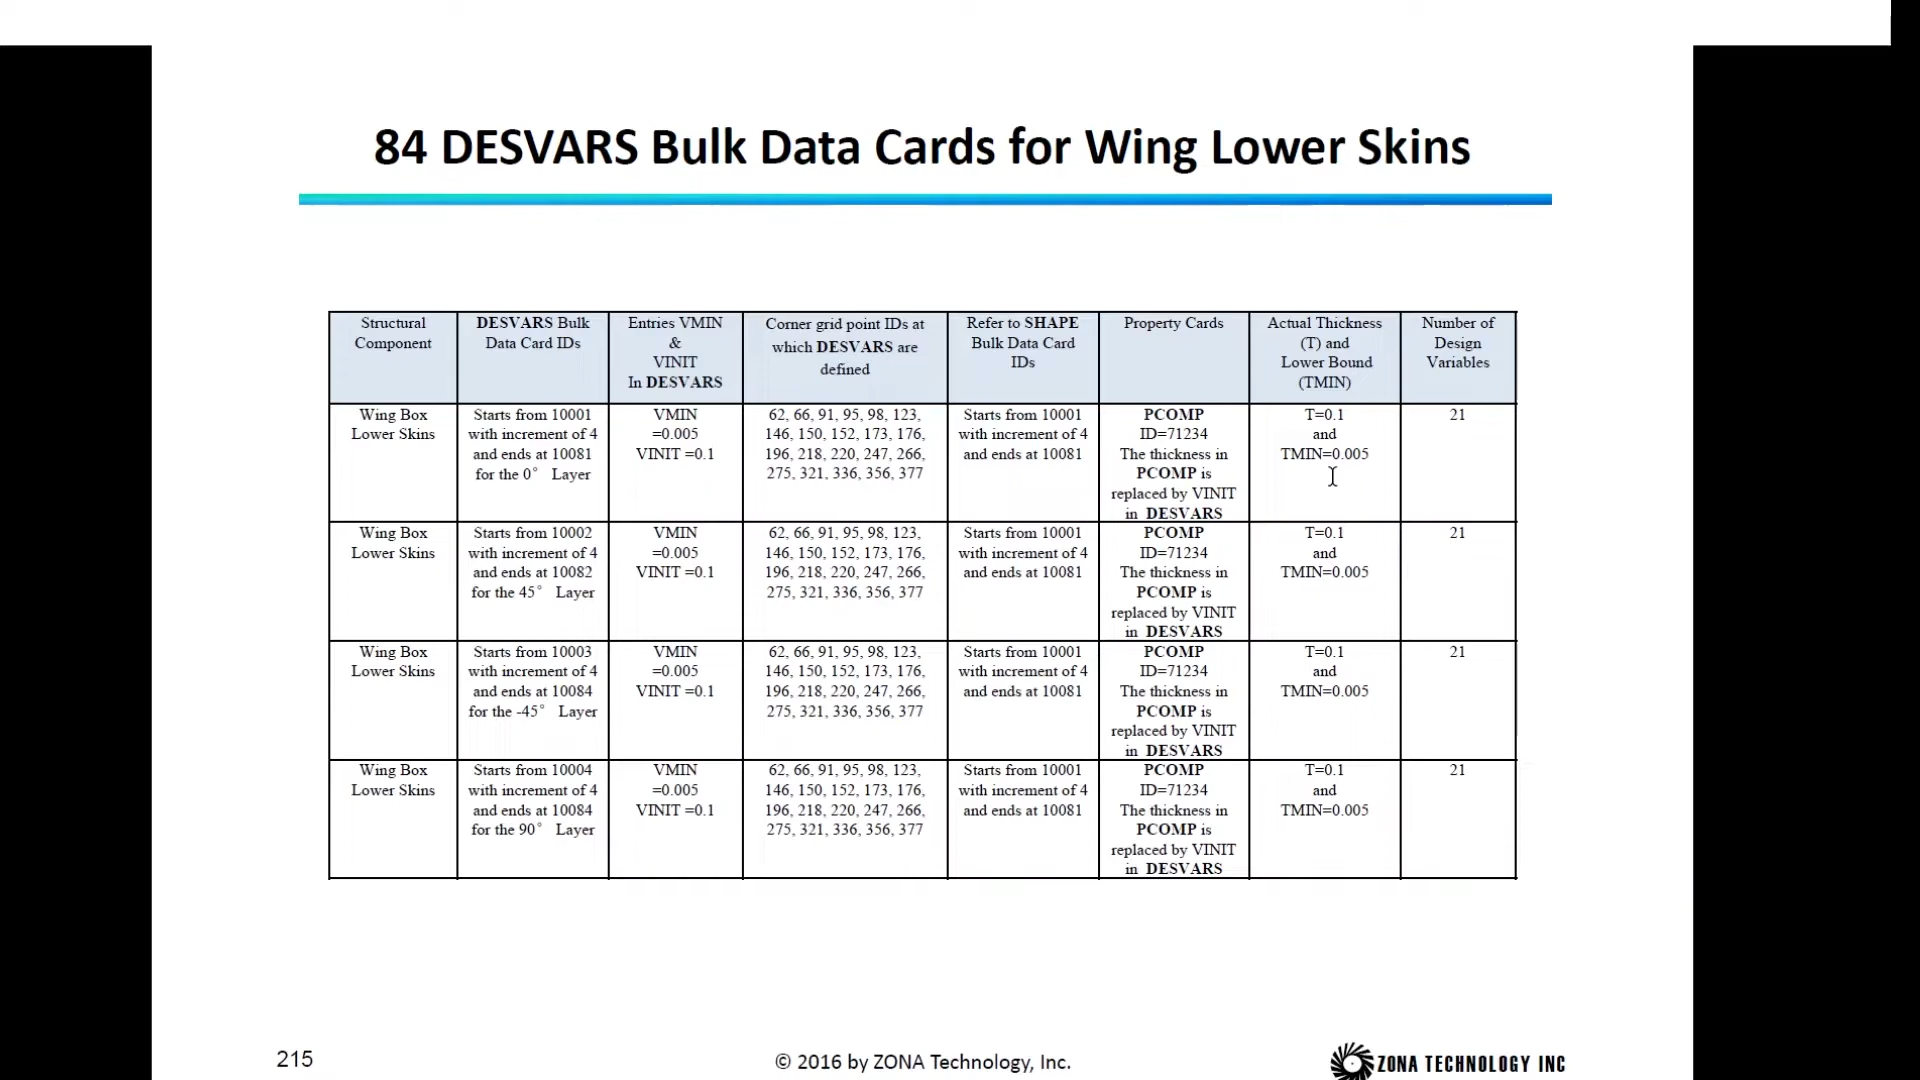 84 DESVARS Bulk Data Cards for Wing Lower Skins
Structural
Component
DESVARS Bulk
Data Card IDs
Entries VMIN
&
VINIT
In DESVARS
Corner grid point IDs at
which DESVARS are
defined
Refer to SHAPE
Bulk Data Card
IDs
Property Cards
Actual Thickness
(T) and
Lower Bound
(TMIN)
Number of
Design
Variables
Wing Box
Lower Skins
Starts from 10001
with increment of 4
and ends at 10081
for the 0° Layer
VMIN
=0.005
VINIT =0.1
62, 66, 91, 95, 98, 123,
146, 150, 152, 173, 176,
196, 218, 220, 247, 266,
275, 321, 336, 356, 377
Starts from 10001
with increment of 4
and ends at 10081
PCOMP
ID=71234
The thickness in
PCOMP is
replaced by VINIT
in DESVARS
T=0.1
and
TMIN=0.005
21
Wing Box
Lower Skins
Starts from 10002
with increment of 4
and ends at 10082
for the 45° Layer
VMIN
=0.005
VINIT =0.1
62, 66, 91, 95, 98, 123,
146, 150, 152, 173, 176,
196, 218, 220, 247, 266,
275, 321, 336, 356, 377
Starts from 10001
with increment of 4
and ends at 10081
PCOMP
ID=71234
The thickness in
PCOMP is
replaced by VINIT
in DESVARS
T=0.1
and
TMIN=0.005
21
Wing Box
Lower Skins
Starts from 10003
with increment of 4
and ends at 10084
for the -45° Layer
VMIN
=0.005
VINIT =0.1
62, 66, 91, 95, 98, 123,
146, 150, 152, 173, 176,
196, 218, 220, 247, 266,
275, 321, 336, 356, 377
Starts from 10001
with increment of 4
and ends at 10081
PCOMP
ID=71234
The thickness in
PCOMP is
replaced by VINIT
in DESVARS
T=0.1
and
TMIN=0.005
21
Wing Box
Lower Skins
Starts from 10004
with increment of 4
and ends at 10084
for the 90° Layer
VMIN
=0.005
VINIT =0.1
62, 66, 91, 95, 98, 123,
146, 150, 152, 173, 176,
196, 218, 220, 247, 266,
275, 321, 336, 356, 377
Starts from 10001
with increment of 4
and ends at 10081
PCOMP
ID=71234
The thickness in
PCOMP is
replaced by VINIT
in DESVARS
T=0.1
and
TMIN=0.005
21
215
© 2016 by ZONA Technology, Inc.
ZONA TECHNOLOGY INC